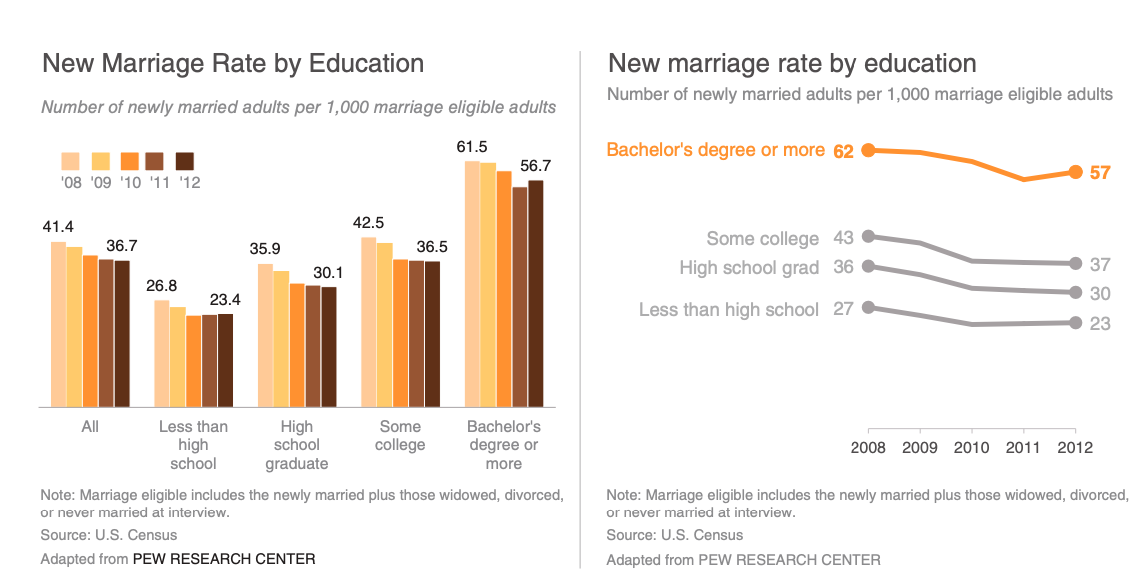 New Marriage Rate by Education
Number of newly married adults per 1,000 marriage eligible adults
'08 '09 '10 '11 '12
41.4
36.7
26.8
23.4
35.9
30.1
42.5
36.5
61.5
56.7
All
Less than
high
school
High
school
graduate
Some
college
Bachelor's
degree or
more
Note: Marriage eligible includes the newly married plus those widowed, divorced,
or never married at interview.
Source: U.S. Census
Adapted from PEW RESEARCH CENTER
New marriage rate by education
Number of newly married adults per 1,000 marriage eligible adults
Bachelor's degree or more 62
57
Some college 43
37
High school grad 36
30
Less than high school 27
23
2008 2009 2010 2011 2012
Note: Marriage eligible includes the newly married plus those widowed, divorced,
or never married at interview.
Source: U.S. Census
Adapted from PEW RESEARCH CENTER